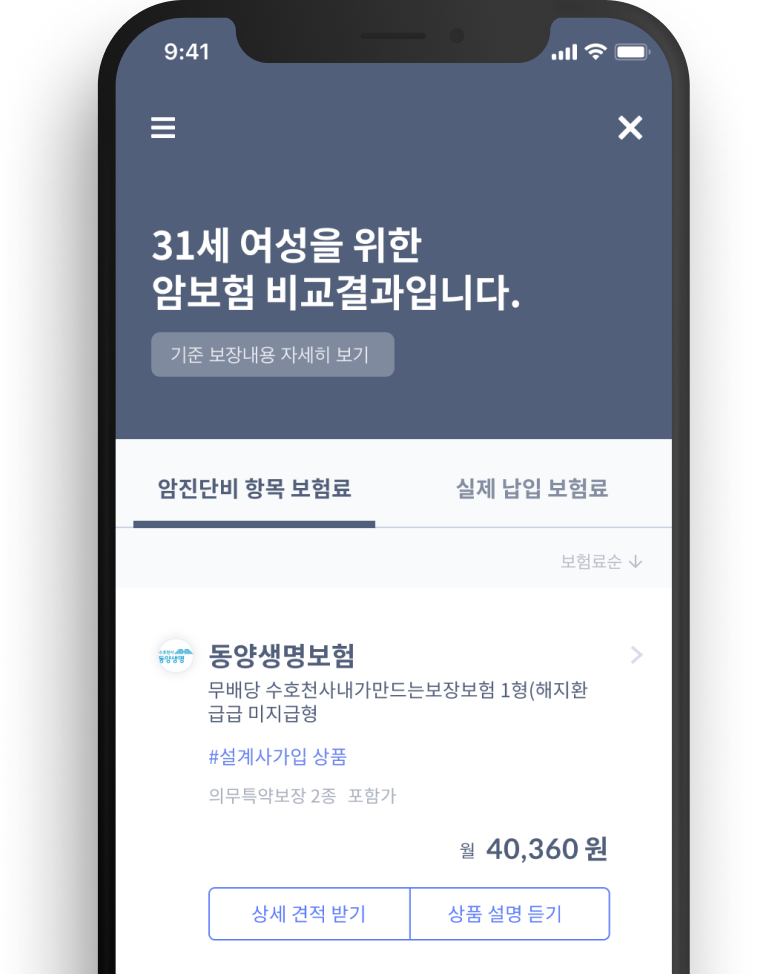 9:41
31세 여성을 위한
암보험 비교결과입니다.
기준 보장내용 자세히 보기
암진단비 항목 보험료 실제 납입 보험료
보험료순
수호천사
동양생명
동양생명보험
무배당 수호천사내가만드는보장보험 1형(해지환
급급 미지급형
#설계사가입 상품
의무특약보장 2종 포함가
월 40,360 원
상세 견적 받기 상품 설명 듣기